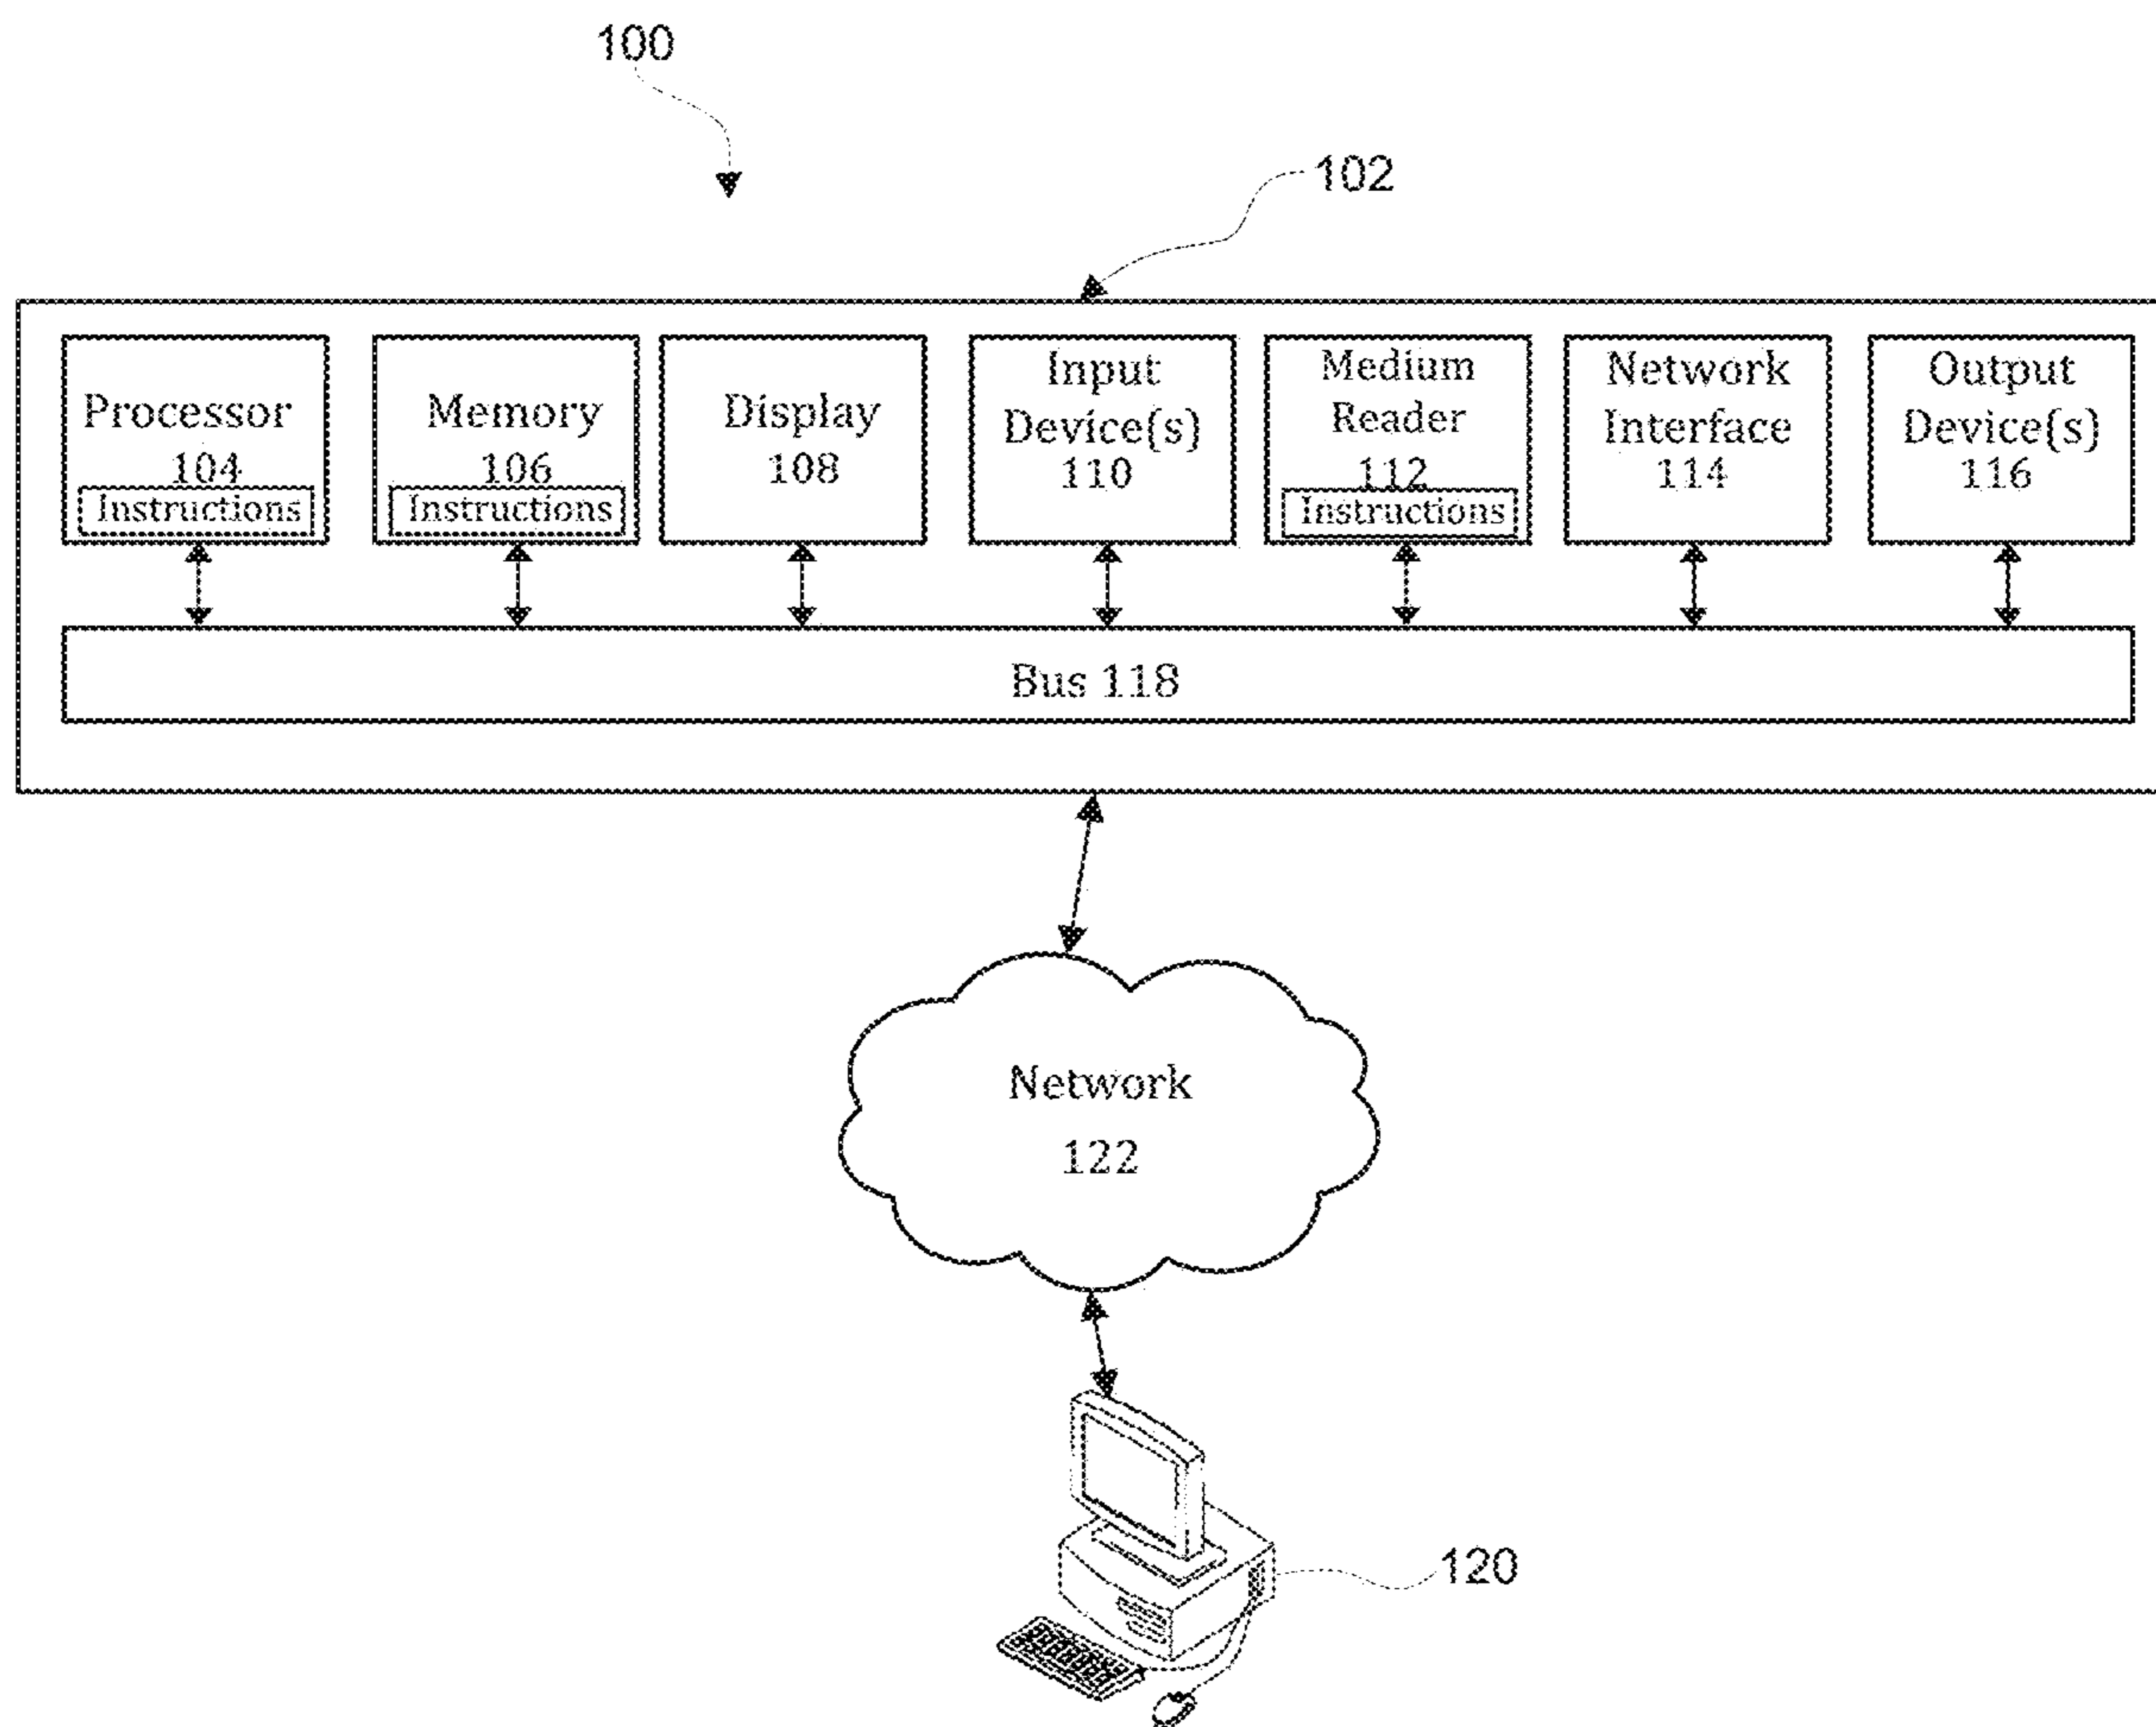 100
102
Processor
104
Instructions
Memory
106
Instructions
Display
108
Input
Device(s)
110
Medium
Reader
112
Instructions
Network
Interface
114
Output
Device(s)
116
Bus 118
Network
122
120